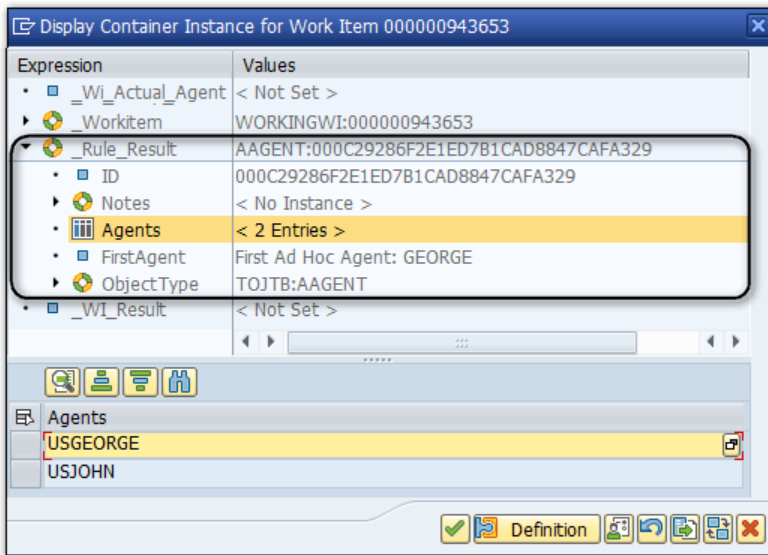 Display Container Instance for Work Item 000000943653
Expression Values
_Wi_Actual_Agent < Not Set >
_Workitem WORKINGWI:000000943653
_Rule_Result AAGENT:000C29286F2E1ED7B1CAD8847CAFA329
ID 000C29286F2E1ED7B1CAD8847CAFA329
Notes < No Instance >
Agents < 2 Entries >
FirstAgent First Ad Hoc Agent: GEORGE
ObjectType TOJTB:AAGENT
_WI_Result < Not Set >
Agents
USGEORGE
USJOHN
Definition